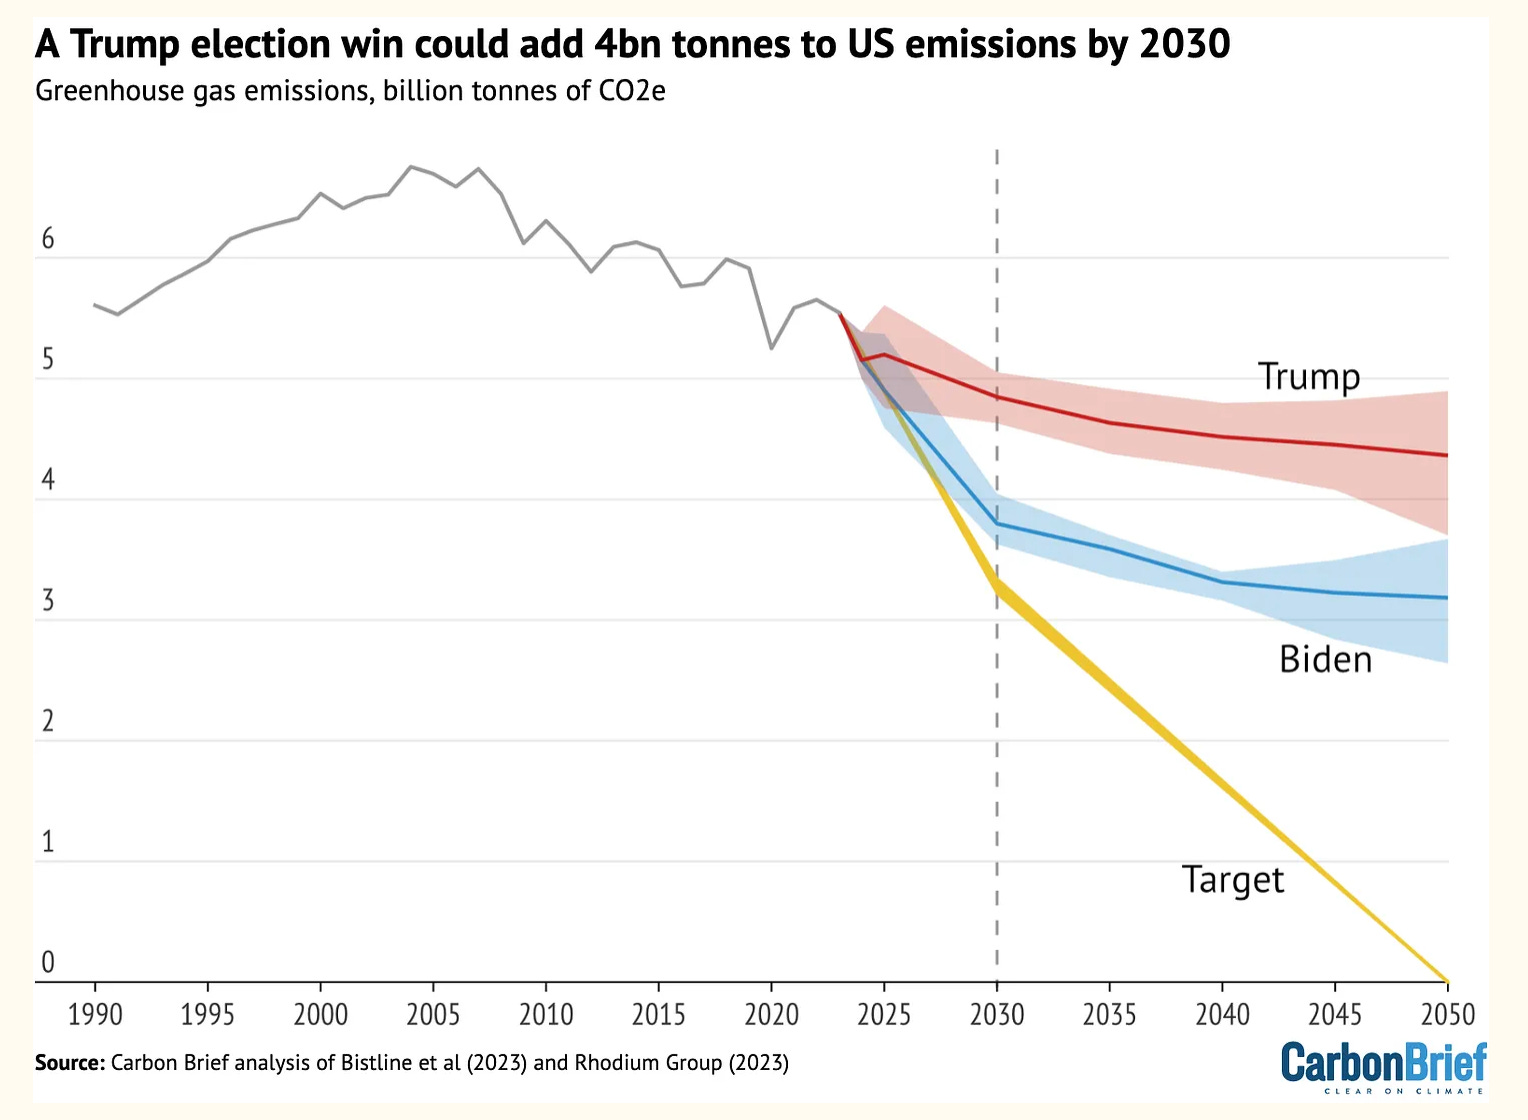 A Trump election win could add 4bn tonnes to US emissions by 2030
Greenhouse gas emissions, billion tonnes of CO2e
6
5
Trump
4
3
Biden
2
1
Target
0
1990 1995 2000 2005 2010 2015 2020 2025 2030 2035 2040 2045 2050
Source: Carbon Brief analysis of Bistline et al (2023) and Rhodium Group (2023)
CarbonBrief
CLEAR ON CLIMATE